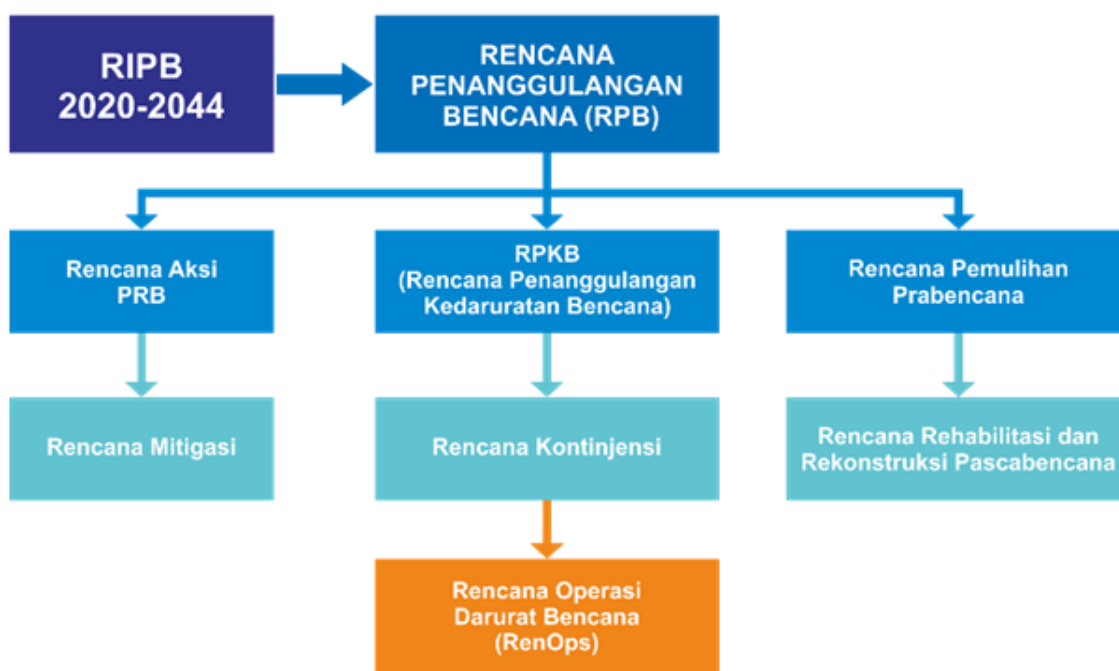 RIPB
2020-2044
RENCANA
PENANGGULANGAN
BENCANA (RPB)
Rencana Aksi
PRB
RPKB
(Rencana Penanggulangan
Kedaruratan Bencana)
Rencana Pemulihan
Prabencana
Rencana Mitigasi
Rencana Kontinjensi
Rencana Rehabilitasi dan
Rekonstruksi Pascabencana
Rencana Operasi
Darurat Bencana
(RenOps)